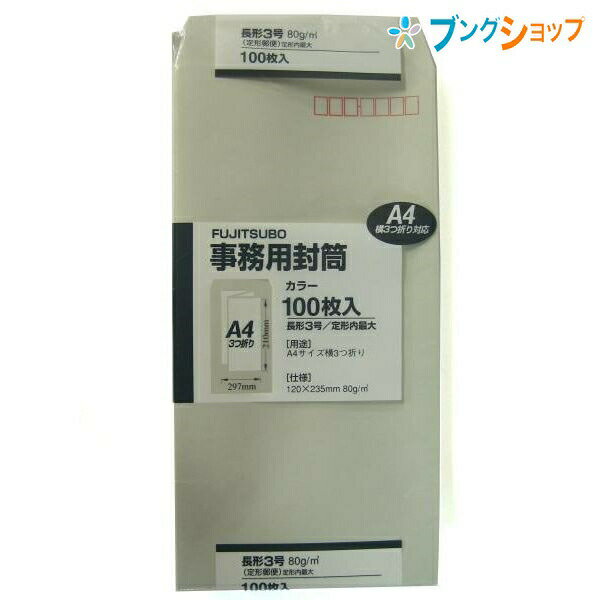 ブングショップ
長形3号 80g/㎡
(定形郵便)定形内最大
100枚入
A4
横3つ折り対応
FUJITSUBO
事務用封筒
カラー
100枚入
長形3号/定形内最大
[用途]
A4サイズ横3つ折り
[仕様]
120×235mm 80g/㎡
A4
3つ折り
210mm
297mm
長形3号 80g/㎡
(定形郵便)定形内最大
100枚入